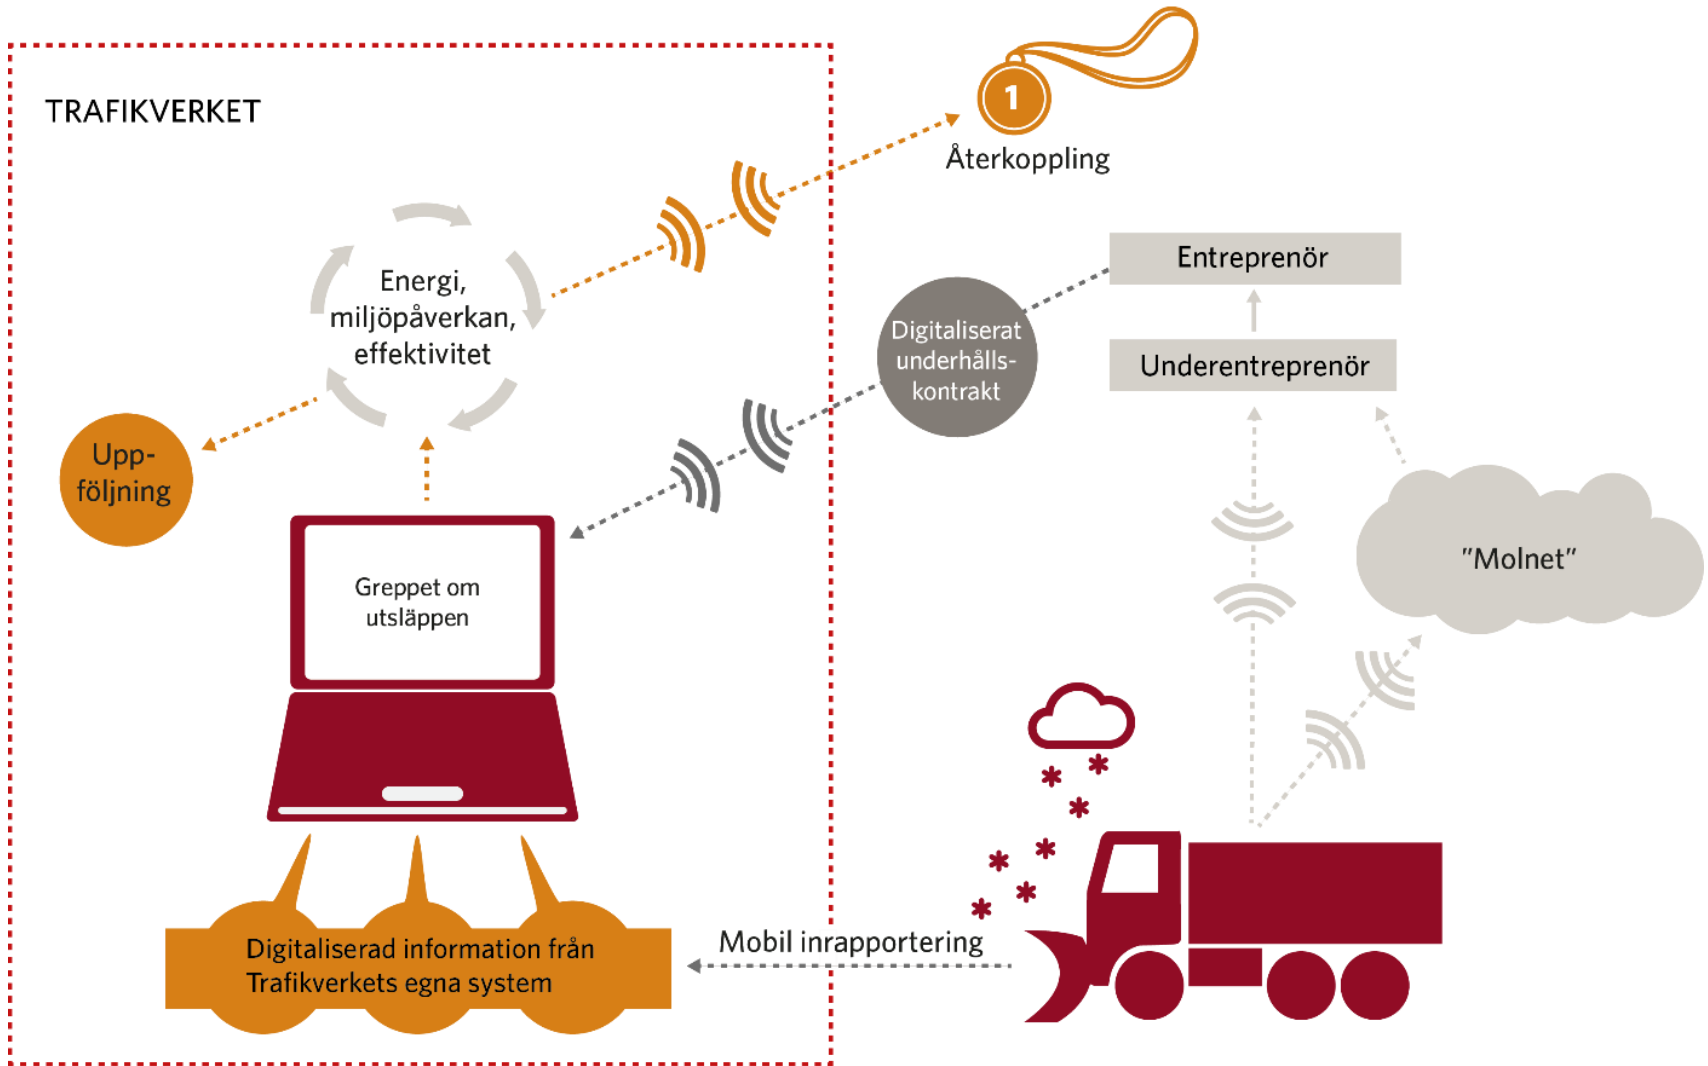 TRAFIKVERKET
1
Återkoppling
Energi,
miljöpåverkan,
effektivitet
Entreprenör
Digitaliserat
underhålls-
kontrakt
Underentreprenör
Upp-
följning
Greppet om
utsläppen
"Molnet"
Digitaliserad information från
Trafikverkets egna system
Mobil inrapportering